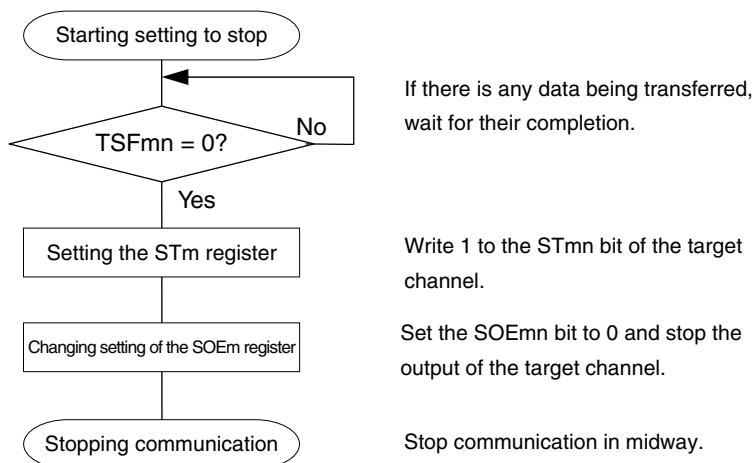 Starting setting to stop
If there is any data being transferred,
wait for their completion.
TSFmn = 0?
No
Yes
Setting the STm register
Write 1 to the STmn bit of the target
channel.
Changing setting of the SOEm register
Set the SOEmn bit to 0 and stop the
output of the target channel.
Stopping communication
Stop communication in midway.